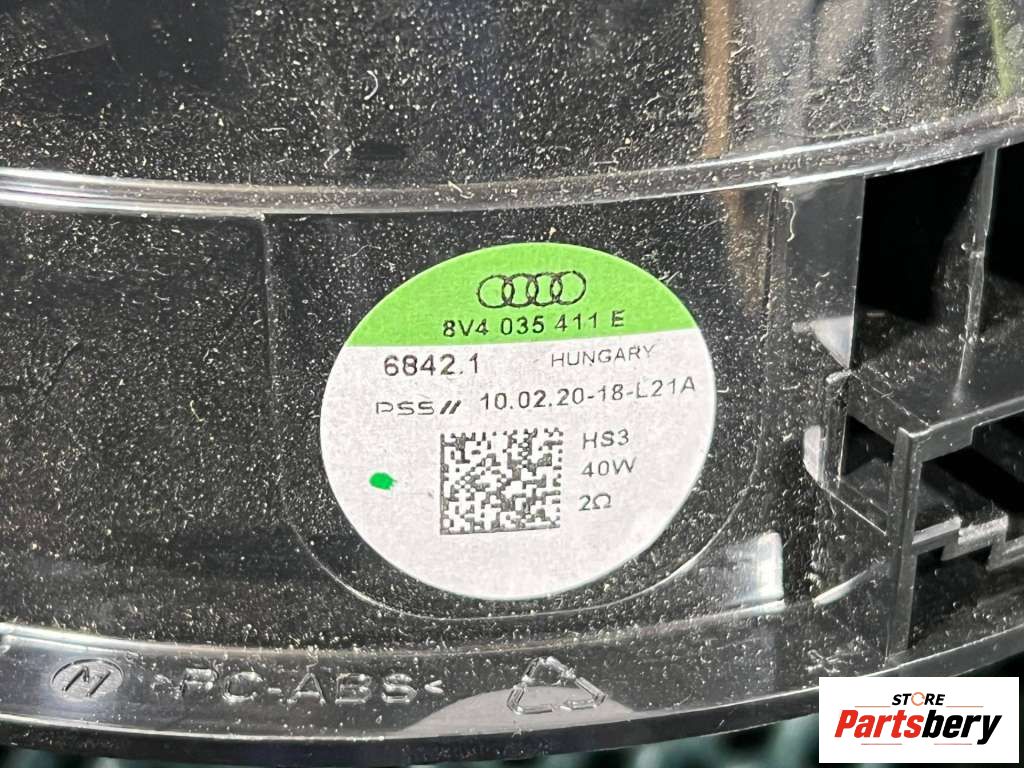 8V4 035 411 E
6842.1 HUNGARY
PSS// 10.02.20-18-L21A
HS3
40W
2Ω
>PC-ABS<
STORE
Partsbery